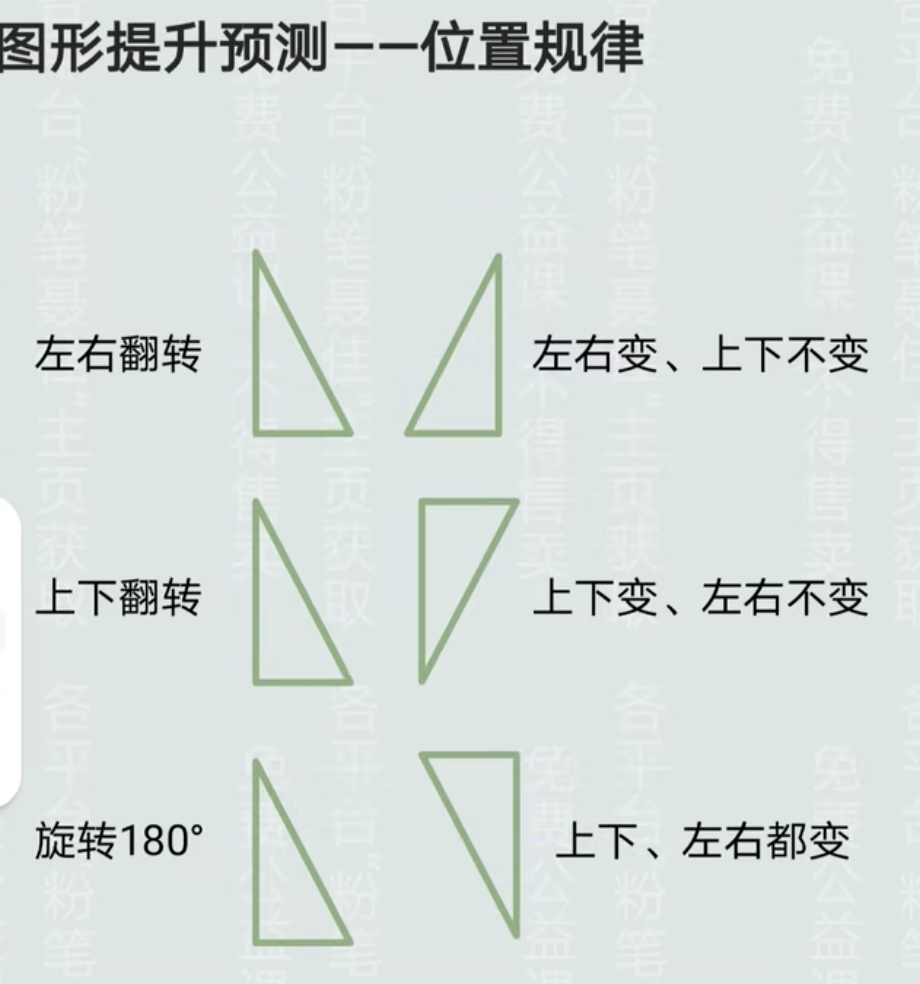 图形提升预测——位置规律
左右翻转
左右变、上下不变
上下翻转
上下变、左右不变
旋转180°
上下、左右都变